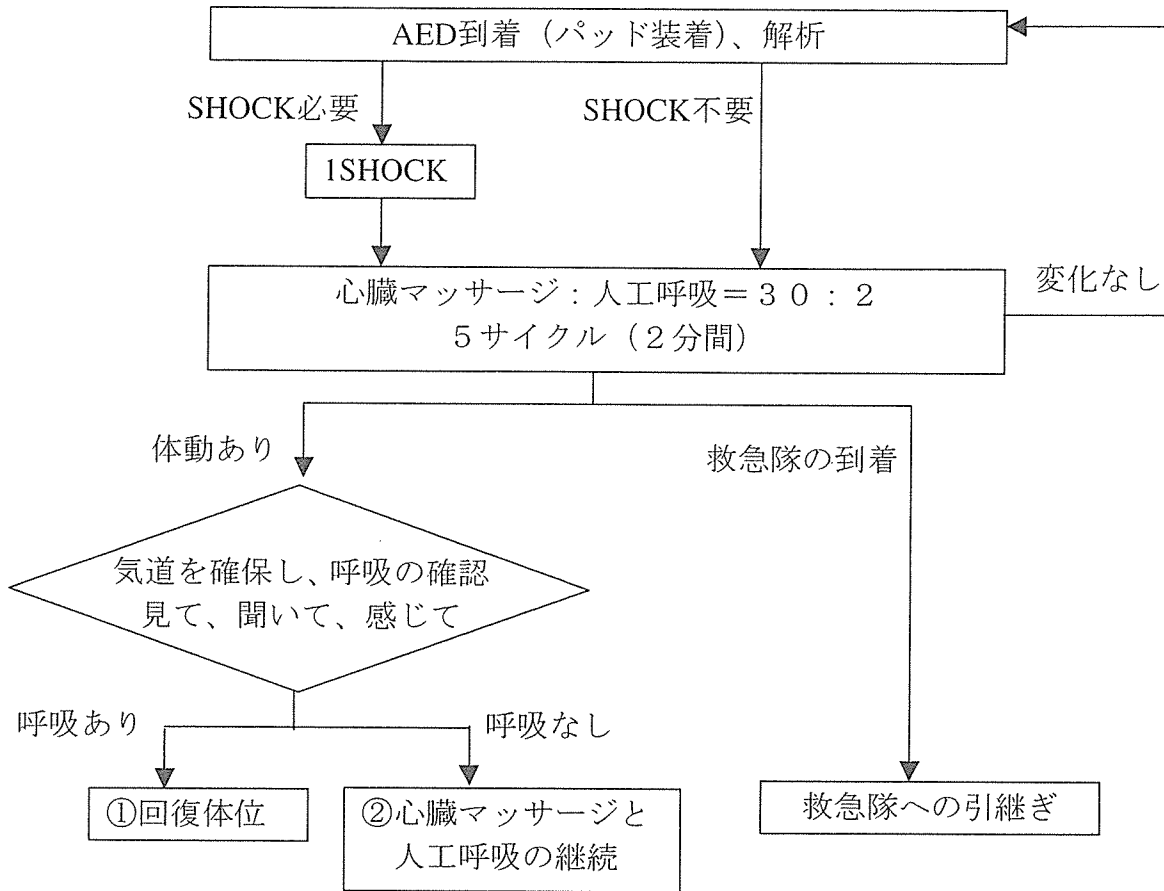 AED到着（パッド装着）、解析
SHOCK必要
SHOCK不要
1SHOCK
心臓マッサージ：人工呼吸＝３０：２
５サイクル（２分間）
変化なし
体動あり
救急隊の到着
気道を確保し、呼吸の確認
見て、聞いて、感じて
呼吸あり
呼吸なし
①回復体位
②心臓マッサージと
人工呼吸の継続
救急隊への引継ぎ